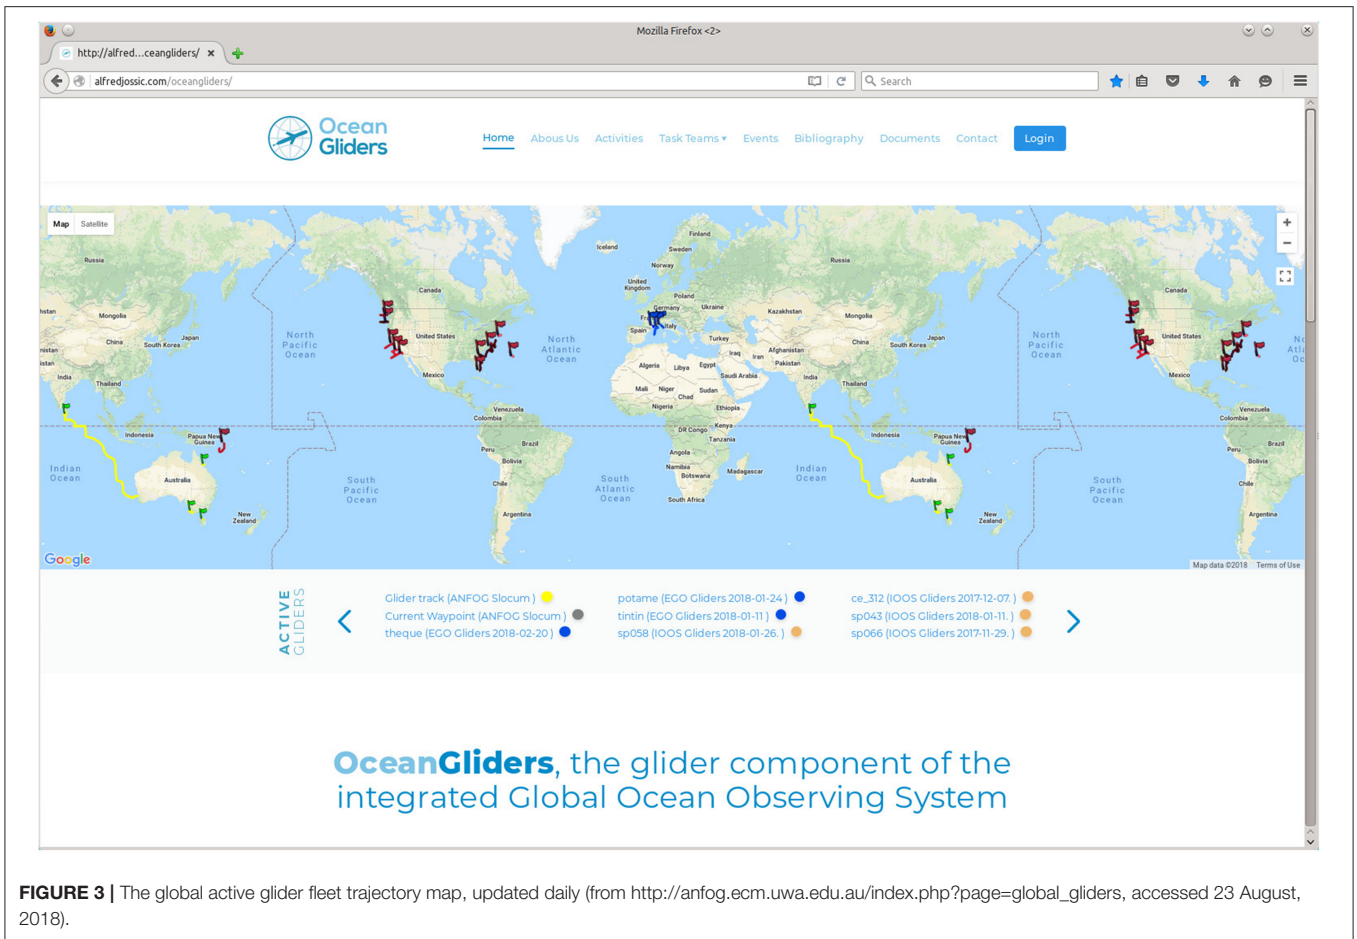 Mozilla Firefox <2>
http://alfred...ceangliders/
alfredjossic.com/oceangliders/
Search
Ocean
Gliders
Home
Abous Us
Activities
Task Teams
Events
Bibliography
Documents
Contact
Login
Map
Satellite
Iceland
Finland
Sweden
Norway
Russia
Canada
United
Kingdom
Poland
Germany
Ukraine
Kazakhstan
Mongolia
Spain
Italy
Turkey
United States
China
South Korea
Japan
North
Pacific
Ocean
North
Atlantic
Ocean
Iraq
Iran
Afghanistan
Pakistan
Algeria
Libya
Egypt
Saudi Arabia
India
Thailand
Mexico
Mali
Niger
Chad
Sudan
Nigeria
Ethiopia
Venezuela
Colombia
DR Congo
Kenya
Tanzania
Indonesia
Papua New
Guinea
Peru
Brazil
Bolivia
Angola
Namibia
Botswana
Madagascar
Indian
Ocean
Australia
South
Pacific
Ocean
Chile
South
Atlantic
Ocean
South Africa
New
Zealand
Argentina
Russia
Canada
Mongolia
China
South Korea
Japan
North
Pacific
Ocean
United States
India
Thailand
Mexico
Venezuela
Colombia
Indonesia
Papua New
Guinea
Peru
Brazil
Bolivia
Indian
Ocean
Australia
South
Pacific
Ocean
Chile
New
Zealand
Argentina
Google
Map data ©2018 Terms of Use
ACTIVE
GLIDERS
Glider track (ANFOG Slocum )
Current Waypoint (ANFOG Slocum )
theque (EGO Gliders 2018-02-20 )
potame (EGO Gliders 2018-01-24 )
tintin (EGO Gliders 2018-01-11 )
sp058 (IOOS Gliders 2018-01-26. )
ce_312 (IOOS Gliders 2017-12-07. )
sp043 (IOOS Gliders 2018-01-11. )
sp066 (IOOS Gliders 2017-11-29. )
OceanGliders, the glider component of the
integrated Global Ocean Observing System
FIGURE 3 | The global active glider fleet trajectory map, updated daily (from http://anfog.ecm.uwa.edu.au/index.php?page=global_gliders, accessed 23 August,
2018).